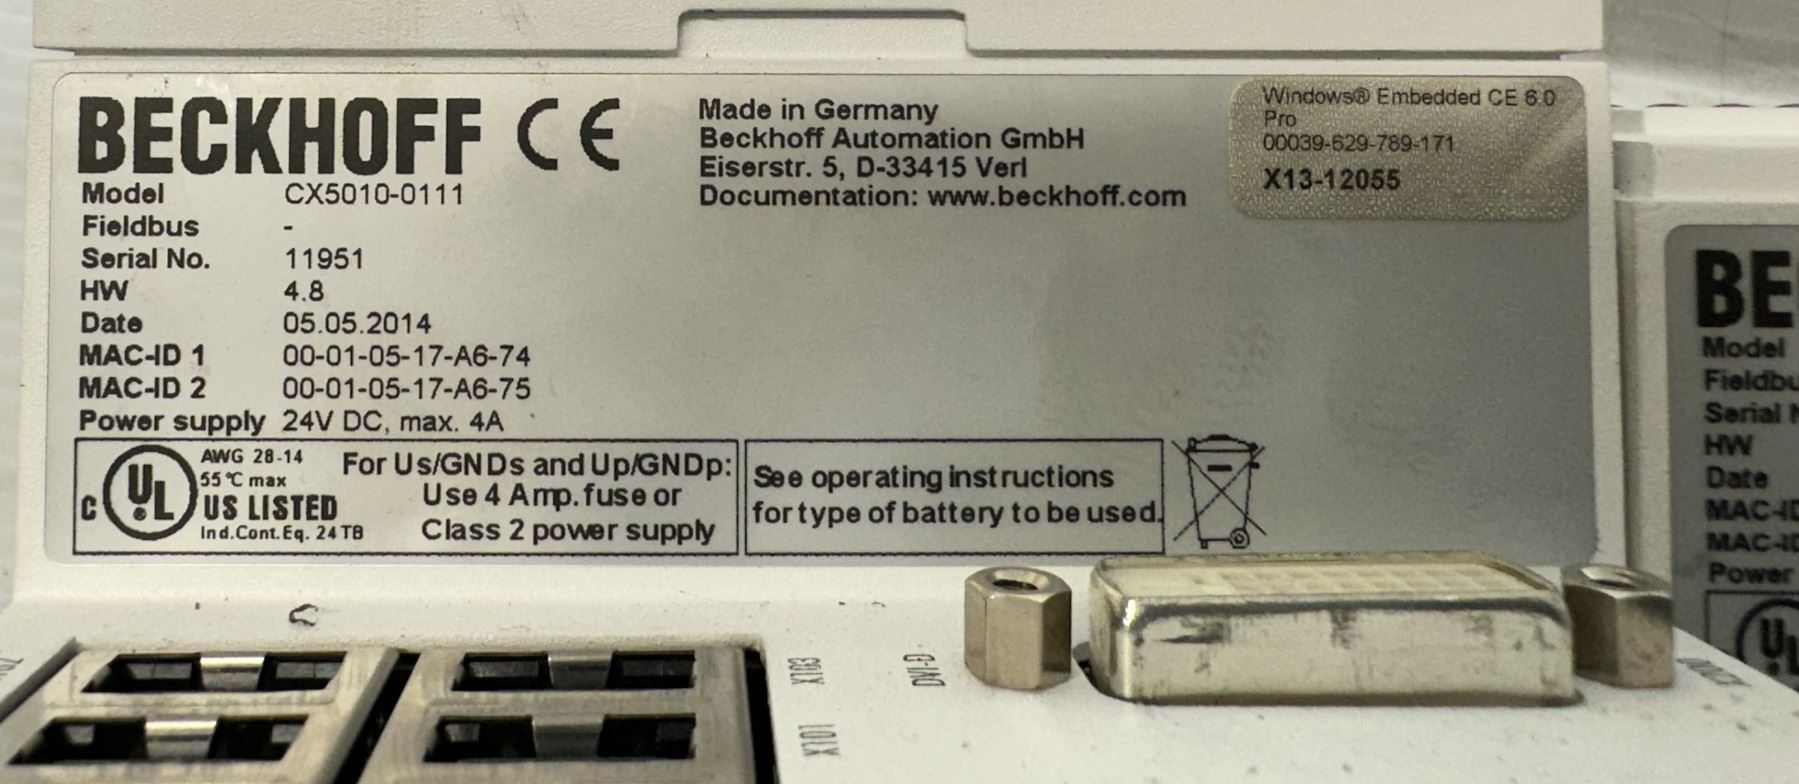 BECKHOFF CE
Model CX5010-0111
Fieldbus -
Serial No. 11951
HW 4.8
Date 05.05.2014
MAC-ID 1 00-01-05-17-A6-74
MAC-ID 2 00-01-05-17-A6-75
Power supply 24V DC, max. 4A
Made in Germany
Beckhoff Automation GmbH
Eiserstr. 5, D-33415 Verl
Documentation: www.beckhoff.com
Windows® Embedded CE 6.0
Pro
00039-629-789-171
X13-12055
C UL US LISTED
AWG 28-14
55°C max
Ind.Cont.Eq. 24TB
For Us/GNDs and Up/GNDp:
Use 4 Amp. fuse or
Class 2 power supply
See operating instructions
for type of battery to be used.
DVI-D
X103
X101
BE
Model
Fieldbu
Serial N
HW
Date
MAC-ID
MAC-ID
Power
UL